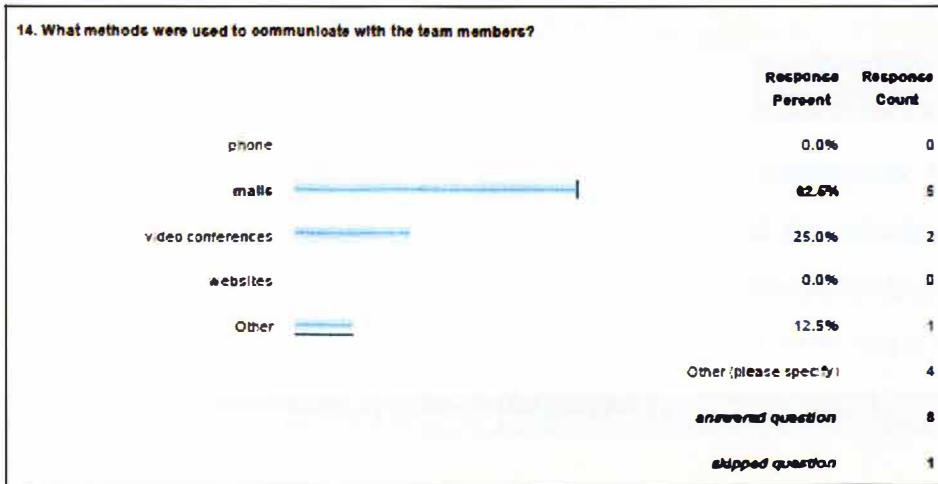 14. What methods were used to communicate with the team members?
Response Percent Response Count
phone 0.0% 0
mails 62.5% 5
video conferences 25.0% 2
websites 0.0% 0
Other 12.5% 1
Other (please specify) 4
answered question 8
skipped question 1